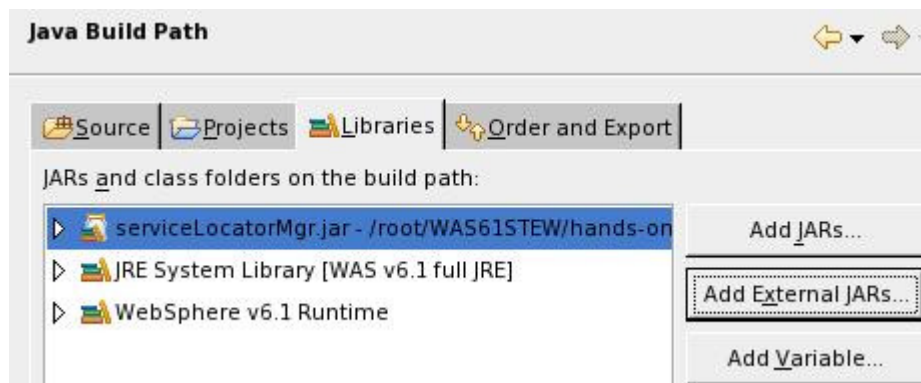 Java Build Path
Source Projects Libraries Order and Export
JARs and class folders on the build path:
serviceLocatorMgr.jar - /root/WAS61STEW/hands-on
JRE System Library [WAS v6.1 full JRE]
WebSphere v6.1 Runtime
Add JARs...
Add External JARs...
Add Variable...